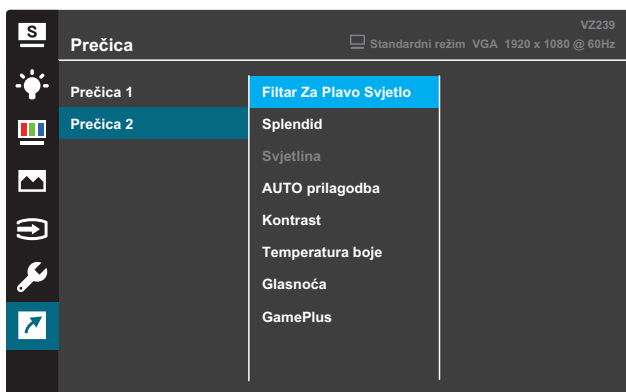 S
VZ239
Prečica
Standardni režim VGA 1920 x 1080 @ 60Hz
Prečica 1
Prečica 2
Filtar Za Plavo Svjetlo
Splendid
Svjetlina
AUTO prilagodba
Kontrast
Temperatura boje
Glasnoća
GamePlus